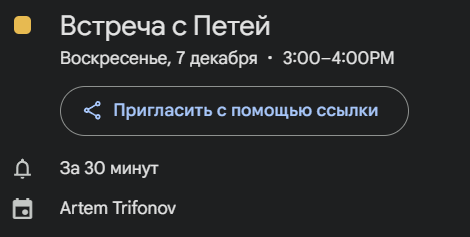 Встреча с Петей
Воскресенье, 7 декабря · 3:00–4:00PM
Пригласить с помощью ссылки
За 30 минут
Artem Trifonov